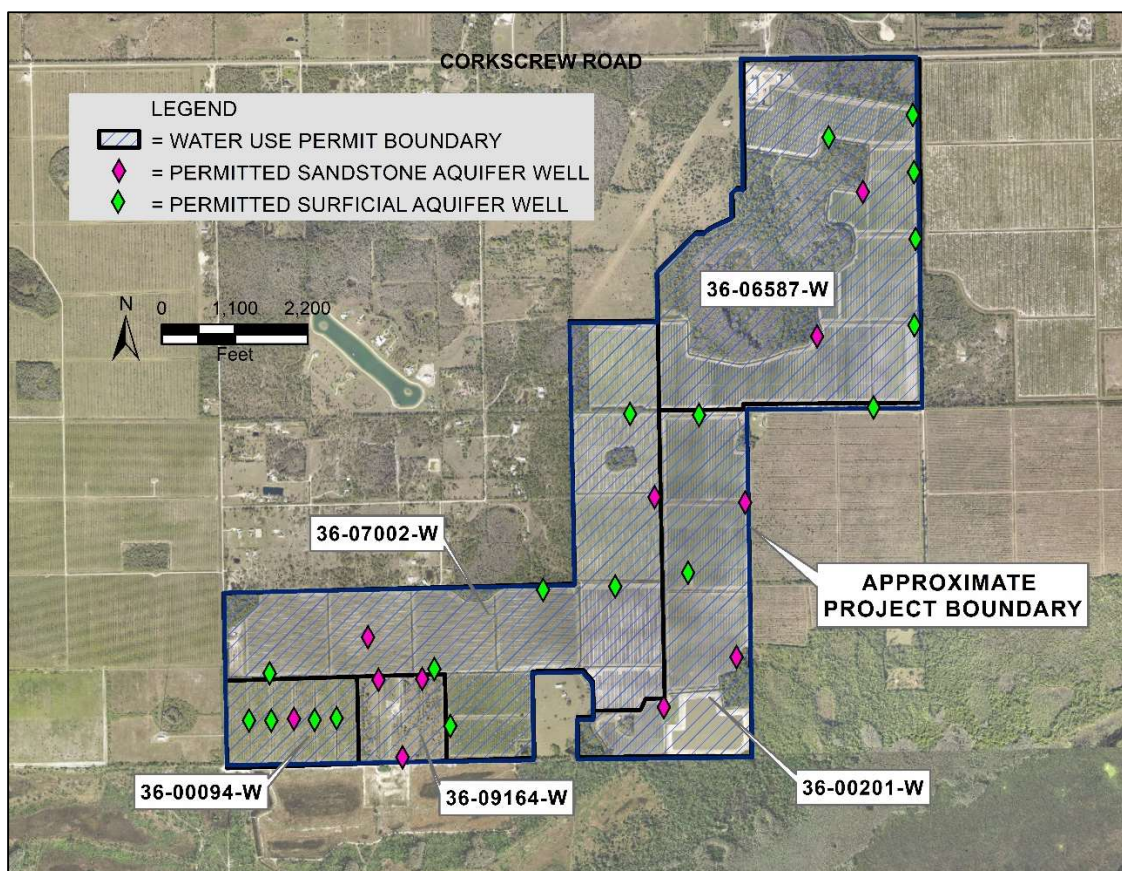 CORKSCREW ROAD
LEGEND
= WATER USE PERMIT BOUNDARY
= PERMITTED SANDSTONE AQUIFER WELL
= PERMITTED SURFICIAL AQUIFER WELL
N
0 1,100 2,200
Feet
36-06587-W
36-07002-W
APPROXIMATE
PROJECT BOUNDARY
36-00094-W
36-09164-W
36-00201-W